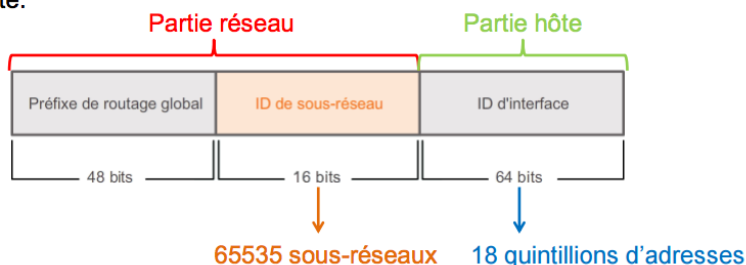 té.
Partie réseau Partie hôte
Préfixe de routage global ID de sous-réseau ID d'interface
48 bits 16 bits 64 bits
65535 sous-réseaux 18 quintillions d'adresses